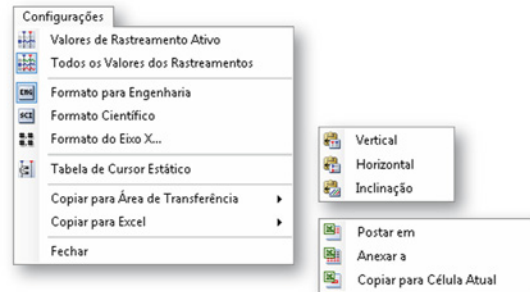 Configurações
Valores de Rastreamento Ativo
Todos os Valores dos Rastreamentos
ENG Formato para Engenharia
SCI Formato Científico
Formato do Eixo X...
Tabela de Cursor Estático
Copiar para Área de Transferência
Copiar para Excel
Fechar
Vertical
Horizontal
Inclinação
Postar em
Anexar a
Copiar para Célula Atual